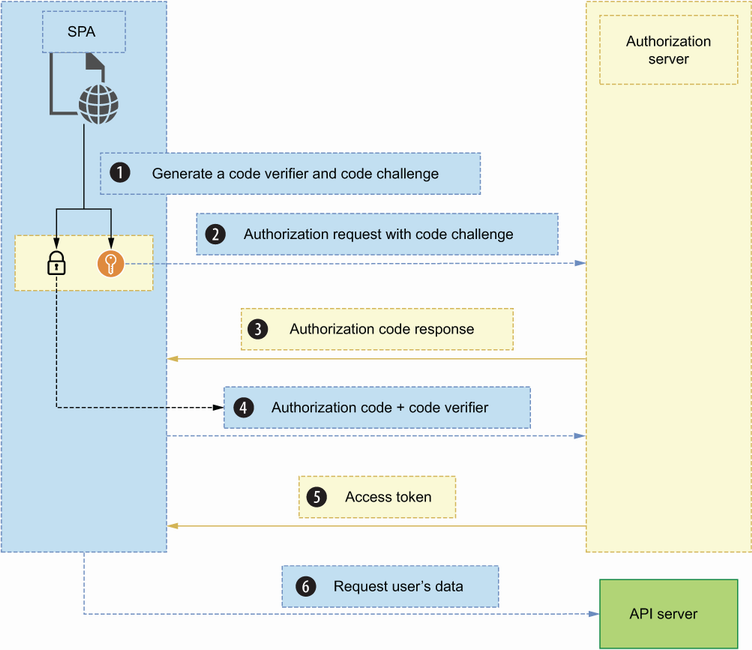 SPA
Authorization
server
1 Generate a code verifier and code challenge
2 Authorization request with code challenge
3 Authorization code response
4 Authorization code + code verifier
5 Access token
6 Request user’s data
API server